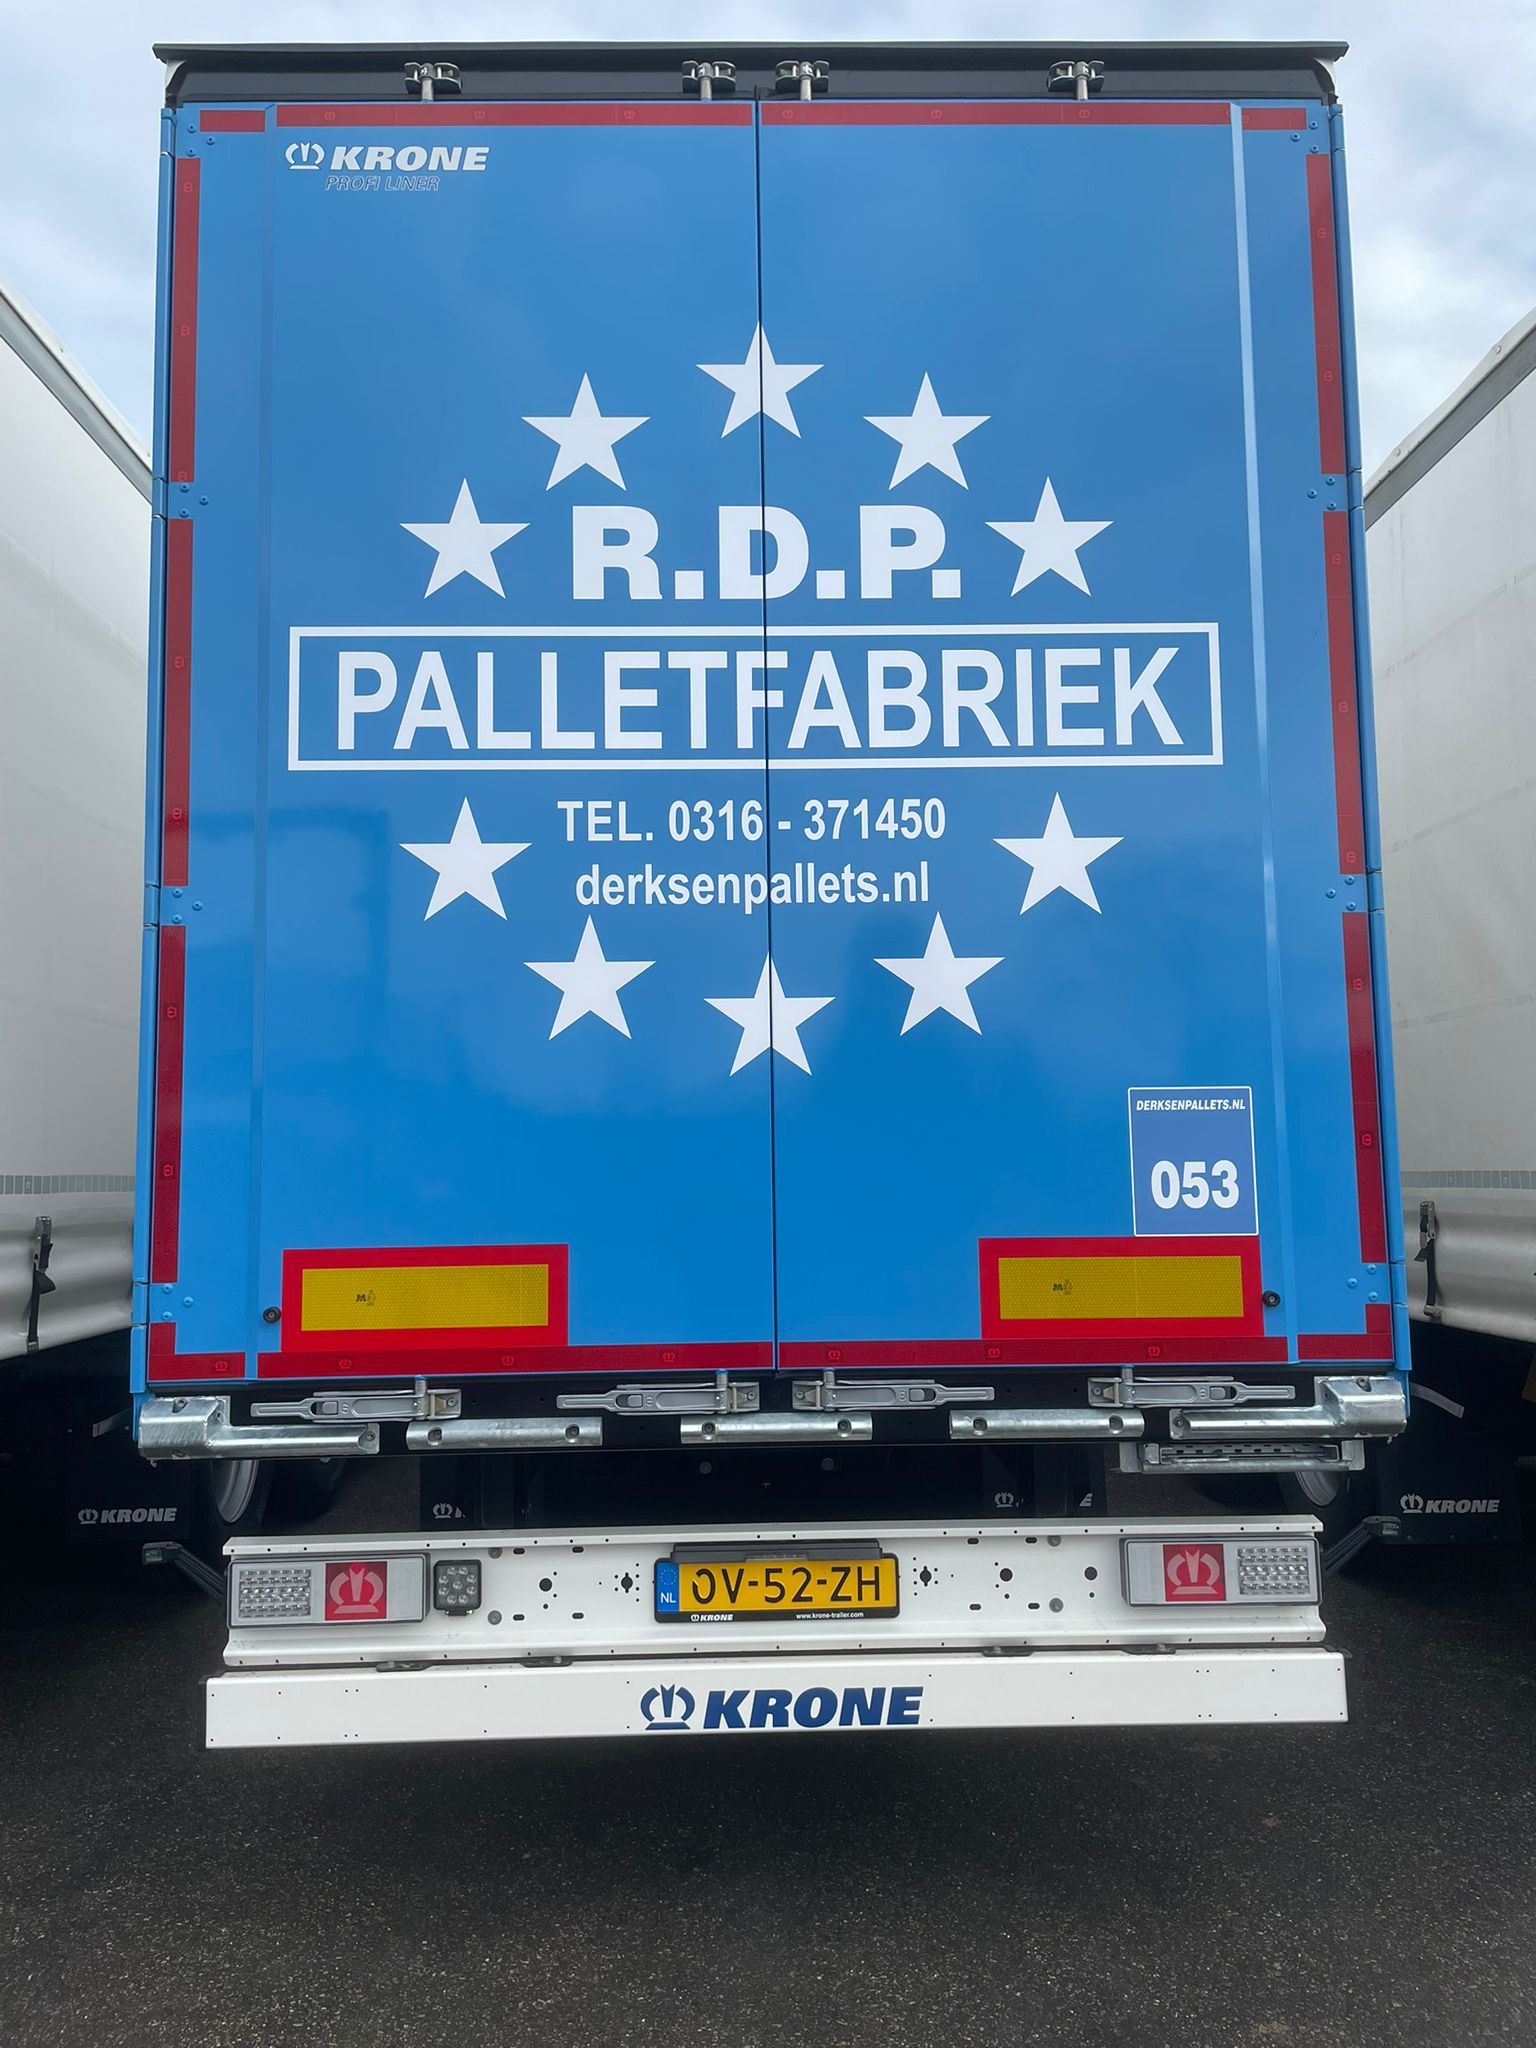 KRONE
PROFI LINER
R.D.P.
PALLETFABRIEK
TEL. 0316 - 371450
derksenpallets.nl
DERKSENPALLETS.NL
053
KRONE
KRONE
NL OV-52-ZH
KRONE www.krone-trailer.com
KRONE